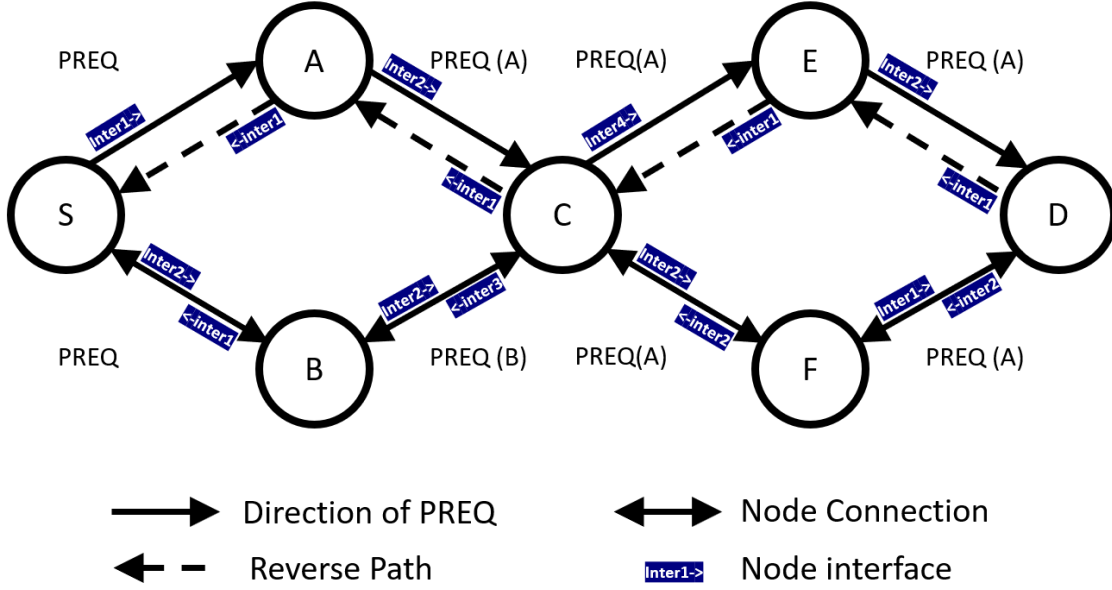 PREQ
A
PREQ (A)
PREQ(A)
E
PREQ (A)
Inter1->
<-inter1
Inter2->
<-inter1
Inter4->
<-inter1
Inter2->
<-inter1
S
C
D
Inter2->
<-inter1
Inter2->
<-inter3
Inter2->
<-inter2
Inter1->
<-inter2
PREQ
B
PREQ (B)
PREQ(A)
F
PREQ (A)
Direction of PREQ
Node Connection
Reverse Path
Inter1->
Node interface